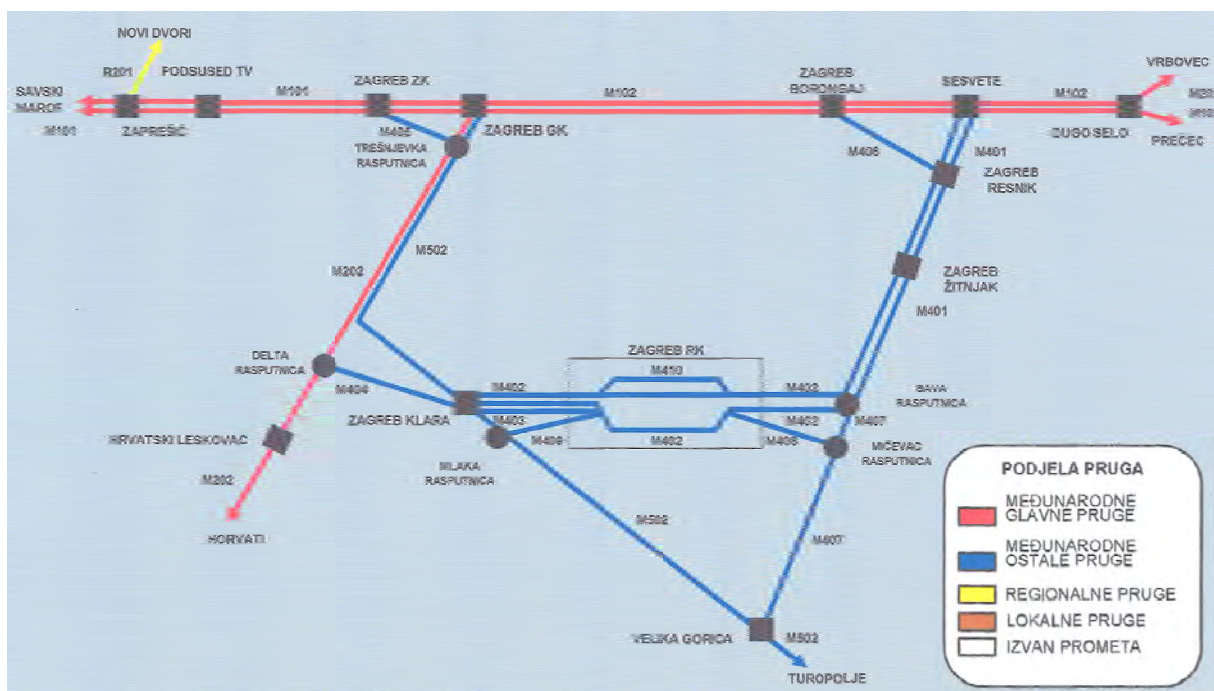 NOVI DVORI
R201
PODSUSED TV
SAVSKI
MAROF
M101
ZAPREŠIĆ
M101
ZAGREB ZK
M405
TREŠNJEVKA
RASPUTNICA
ZAGREB GK
M102
ZAGREB
BORONGAJ
SESVETE
M102
VRBOVEC
DUGO SELO
PREČEC
M406
M401
ZAGREB
RESNIK
ZAGREB
ŽITNJAK
M401
M502
M202
DELTA
RASPUTNICA
M404
ZAGREB RK
M410
M402
M402
SAVA
RASPUTNICA
ZAGREB KLARA
M403
M409
M402
M402
M408
M407
MIČEVAC
RASPUTNICA
HRVATSKI LESKOVAC
M202
HORVATI
MLAKA
RASPUTNICA
M502
M407
VELIKA GORICA
M502
TUROPOLJE
PODJELA PRUGA
MEĐUNARODNE
GLAVNE PRUGE
MEĐUNARODNE
OSTALE PRUGE
REGIONALNE PRUGE
LOKALNE PRUGE
IZVAN PROMETA